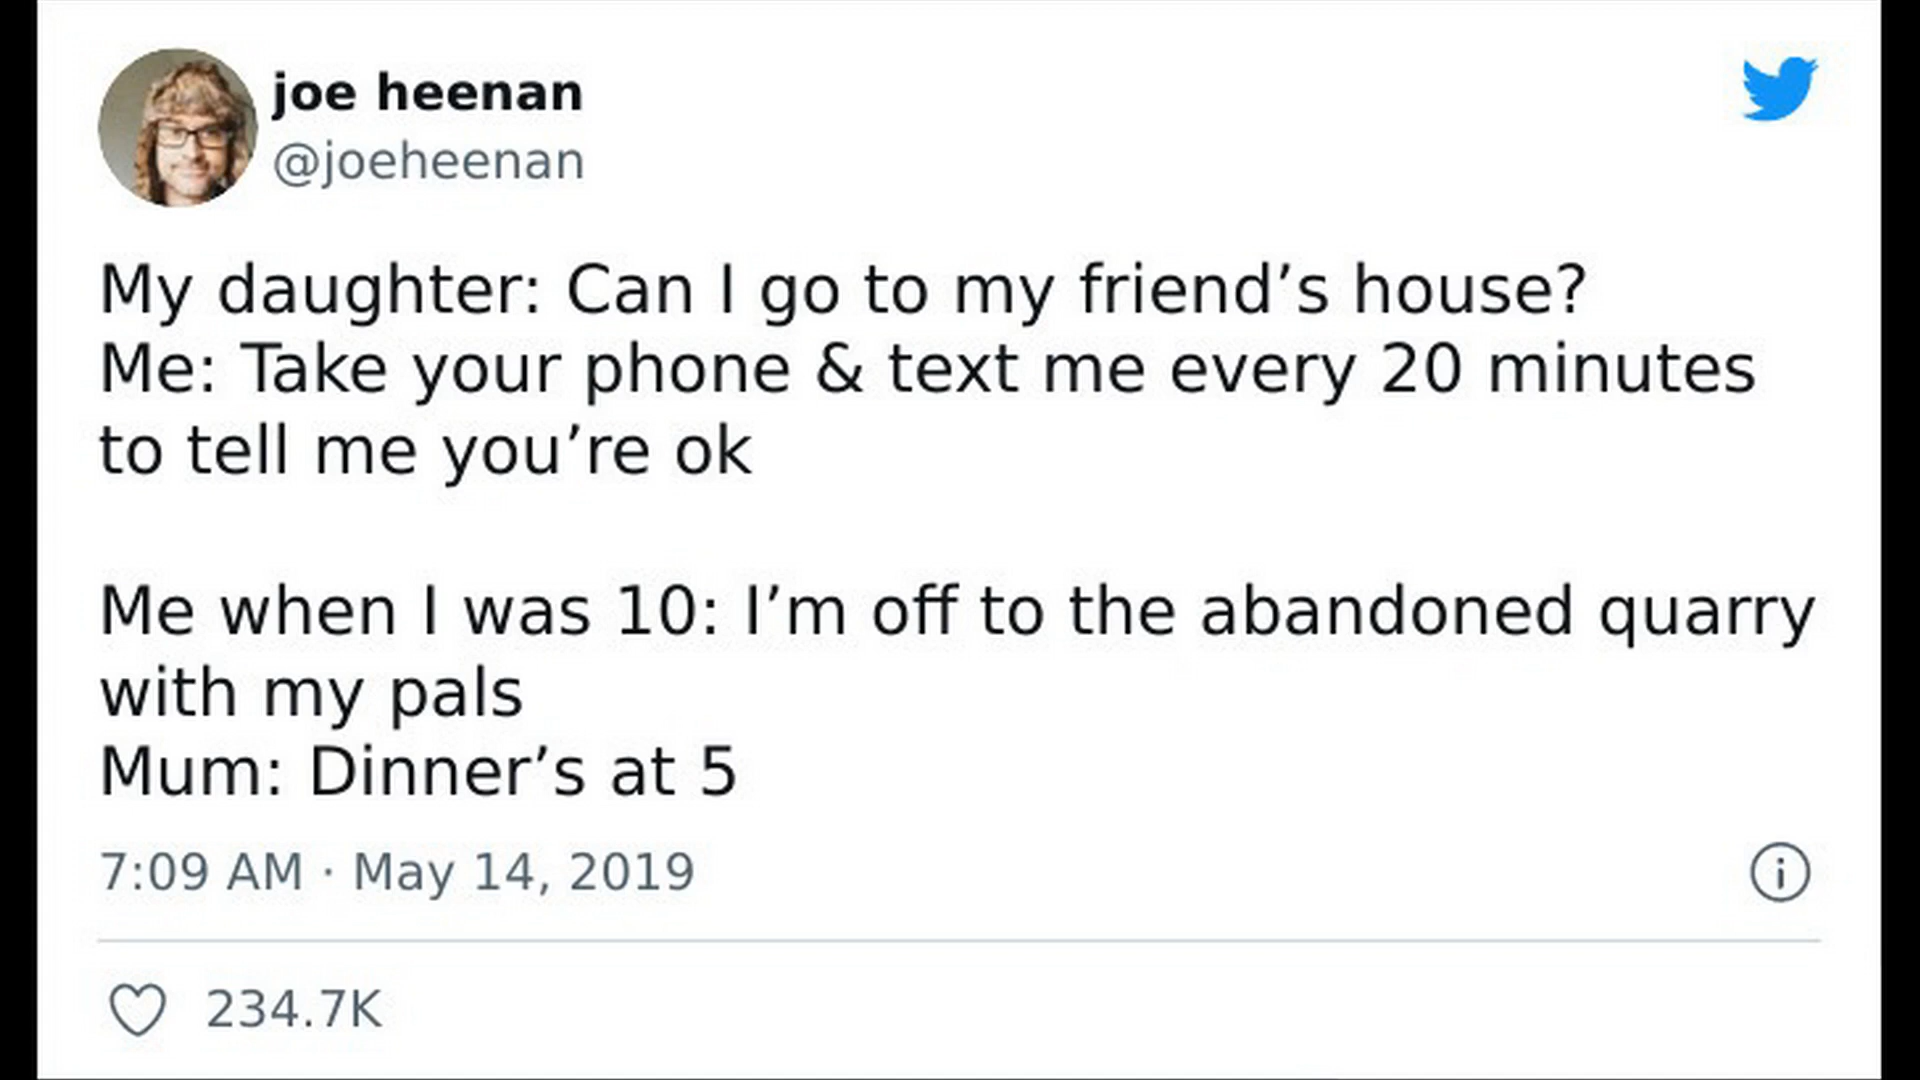 joe heenan
@joeheenan
My daughter: Can I go to my friend’s house?
Me: Take your phone & text me every 20 minutes
to tell me you’re ok
Me when I was 10: I’m off to the abandoned quarry
with my pals
Mum: Dinner’s at 5
7:09 AM · May 14, 2019
234.7K